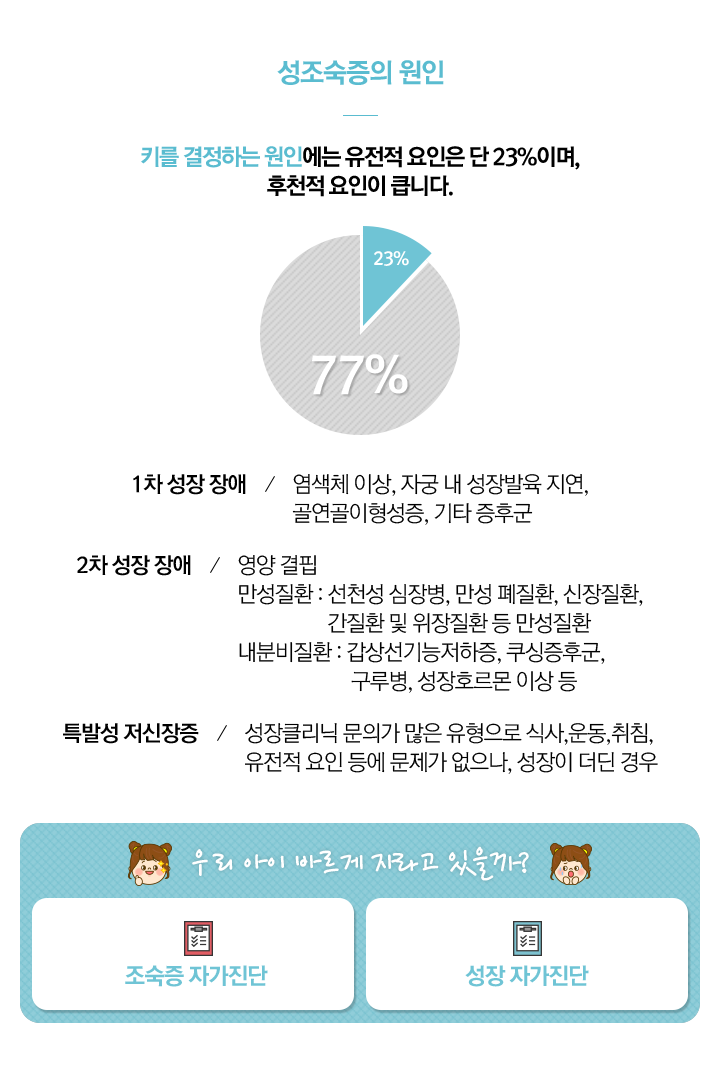 성조숙증의 원인
키를 결정하는 원인에는 유전적 요인은 단 23%이며,
후천적 요인이 큽니다.
23%
77%
1차 성장 장애 / 염색체 이상, 자궁 내 성장발육 지연,
골연골이형성증, 기타 증후군
2차 성장 장애 / 영양 결핍
만성질환 : 선천성 심장병, 만성 폐질환, 신장질환,
간질환 및 위장질환 등 만성질환
내분비질환 : 갑상선기능저하증, 쿠싱증후군,
구루병, 성장호르몬 이상 등
특발성 저신장증 / 성장클리닉 문의가 많은 유형으로 식사,운동,취침,
유전적 요인 등에 문제가 없으나, 성장이 더딘 경우
우리 아이 바르게 자라고 있을까?
조숙증 자가진단
성장 자가진단